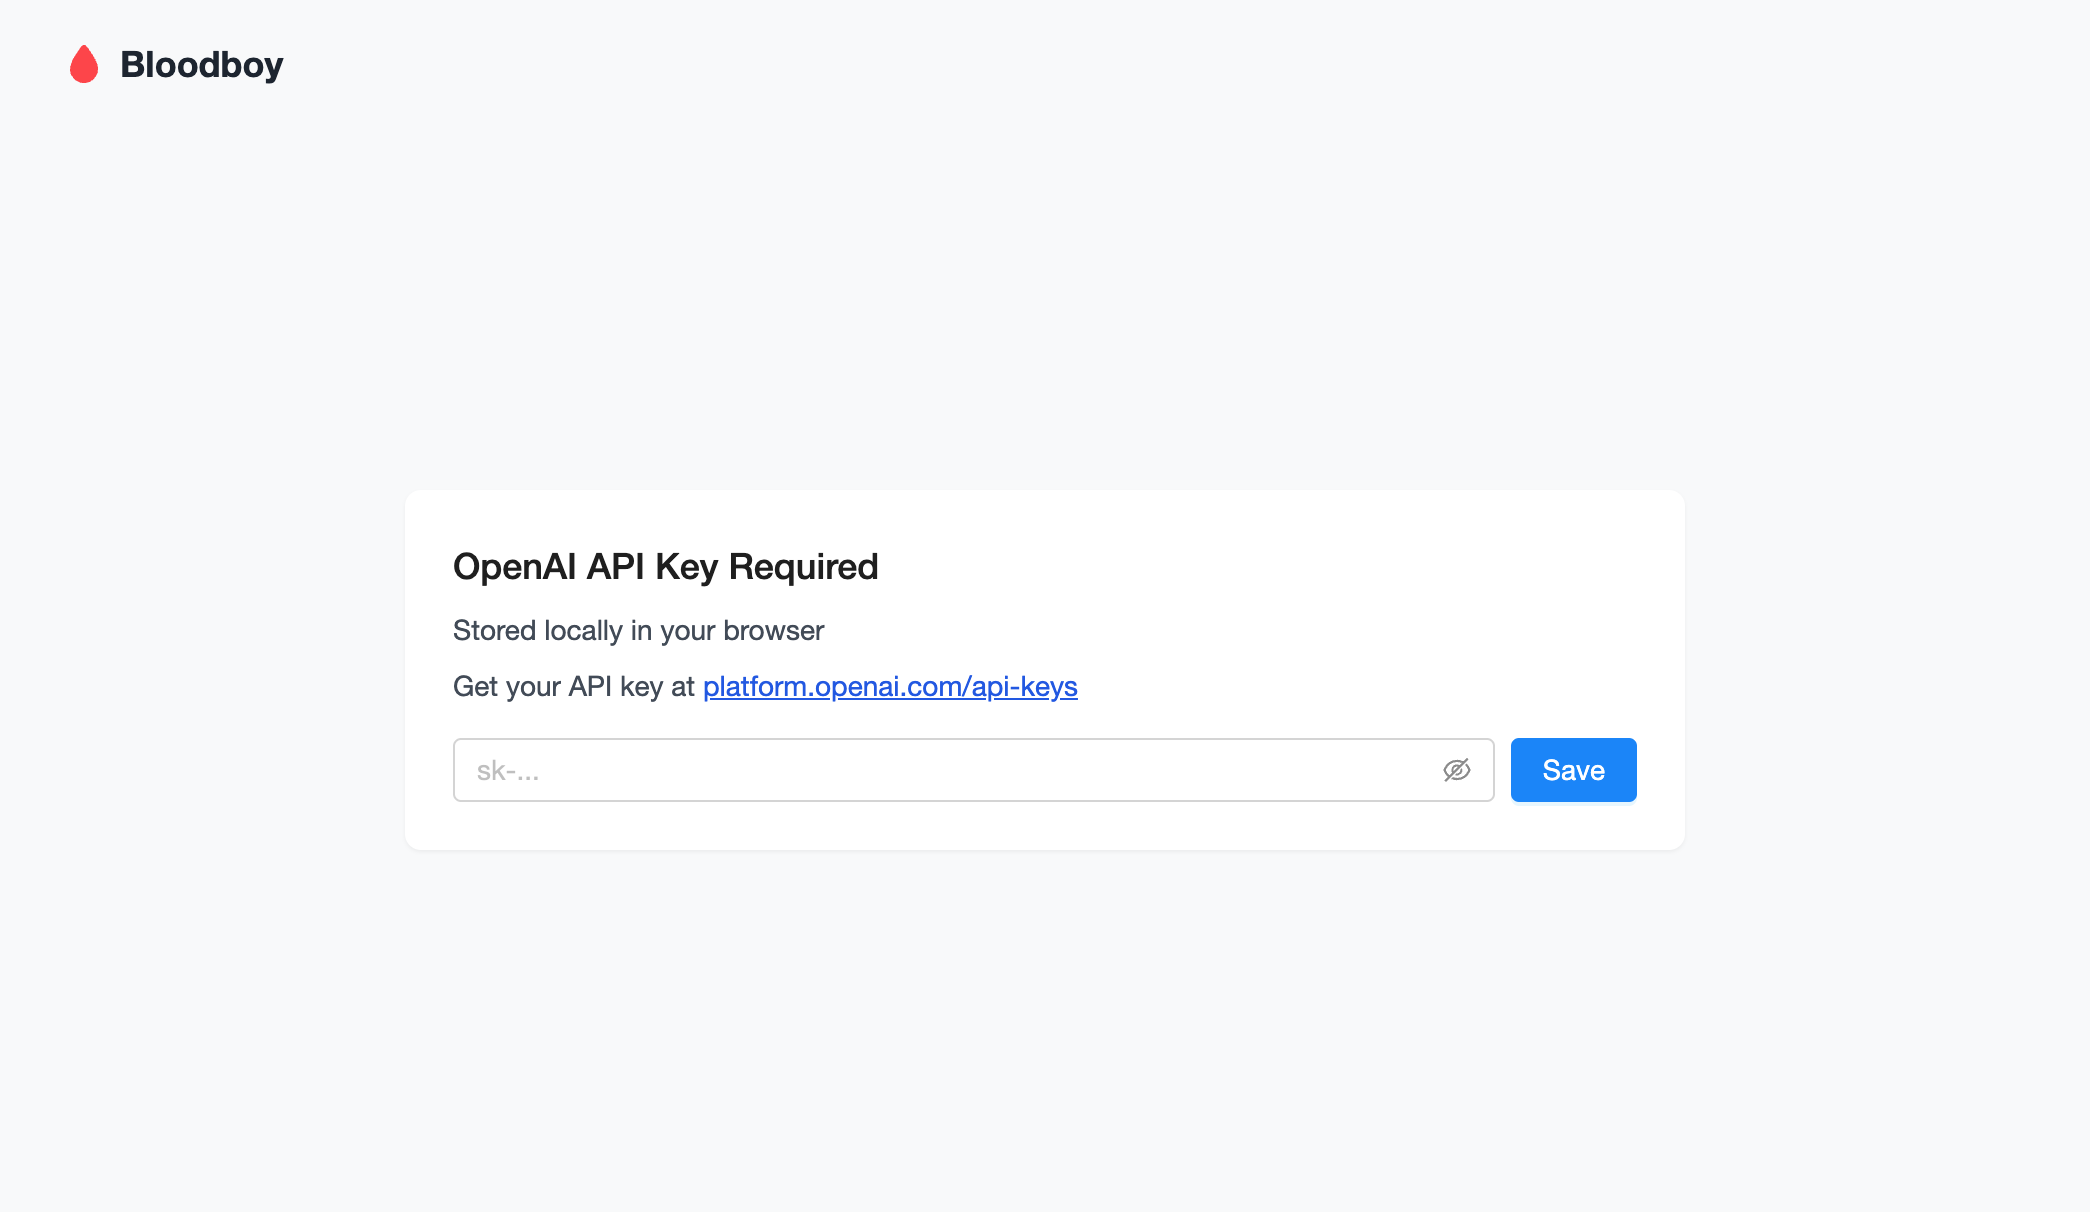 Bloodboy
OpenAI API Key Required
Stored locally in your browser
Get your API key at platform.openai.com/api-keys
sk-...
Save